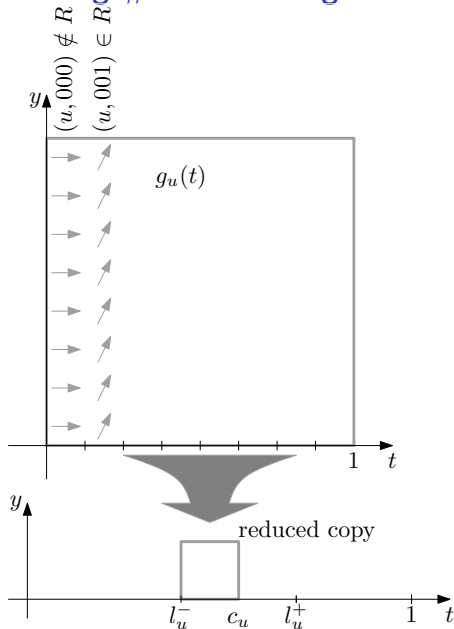 (u, 000) ∉ R
(u, 001) ∈ R
y
g_u(t)
1 t
y
reduced copy
l_u^- c_u l_u^+ 1 t